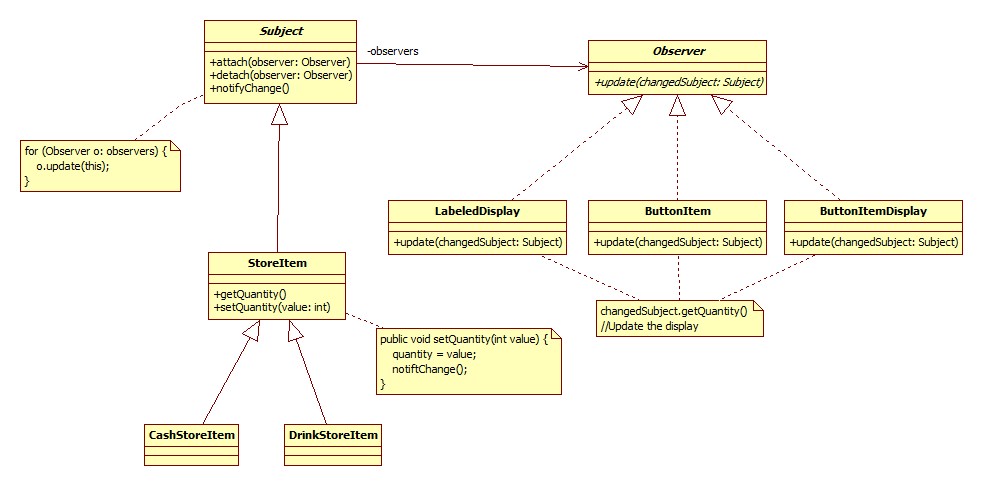 Subject
+attach(observer: Observer)
+detach(observer: Observer)
+notifyChange()
-observers
Observer
+update(changedSubject: Subject)
for (Observer o: observers) {
o.update(this);
}
LabeledDisplay
+update(changedSubject: Subject)
ButtonItem
+update(changedSubject: Subject)
ButtonItemDisplay
+update(changedSubject: Subject)
StoreItem
+getQuantity()
+setQuantity(value: int)
changedSubject.getQuantity()
//Update the display
public void setQuantity(int value) {
quantity = value;
notiftChange();
}
CashStoreItem
DrinkStoreItem